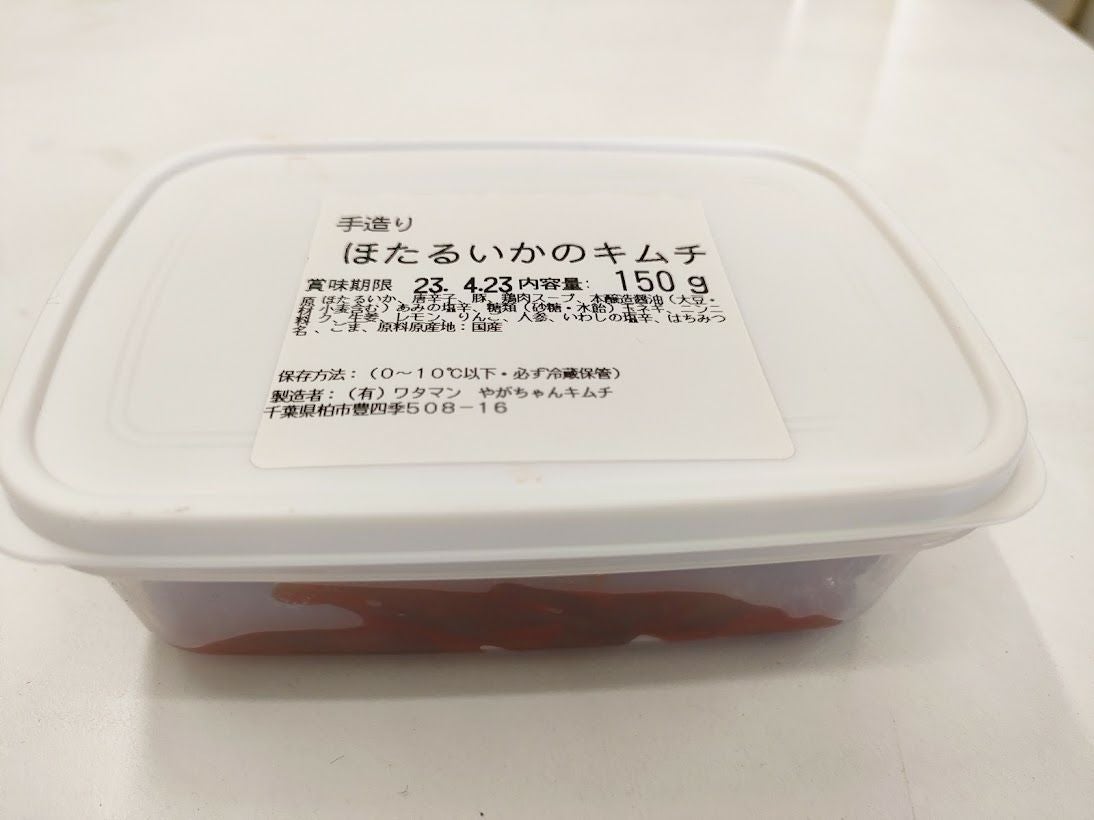 手造り
ほたるいかのキムチ
賞味期限 23. 4.23 内容量: 150g
原材料名 ほたるいか、唐辛子、豚、鶏肉スープ、本醸造醤油（大豆・
小麦含む）あみの塩辛、糖類（砂糖・水飴）玉ネギ、ニンニ
ク、生姜、レモン、りんご、人参、いわしの塩辛、はちみつ
、ごま、原料原産地：国産
保存方法：（0～10℃以下・必ず冷蔵保管）
製造者：（有）ワタマン　やがちゃんキムチ
千葉県柏市豊四季508－16